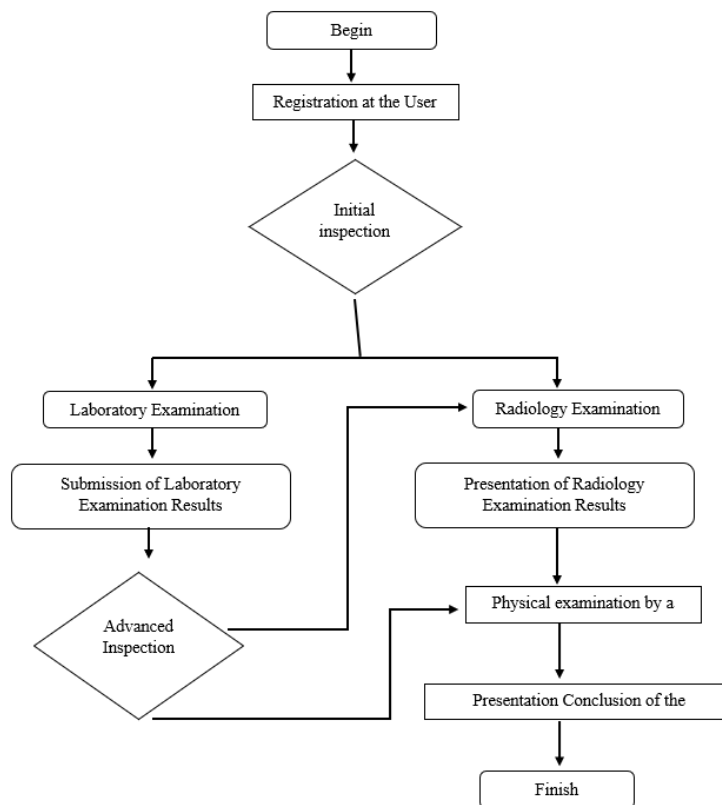 Begin
Registration at the User
Initial
inspection
Laboratory Examination
Radiology Examination
Submission of Laboratory
Examination Results
Presentation of Radiology
Examination Results
Advanced
Inspection
Physical examination by a
Presentation Conclusion of the
Finish